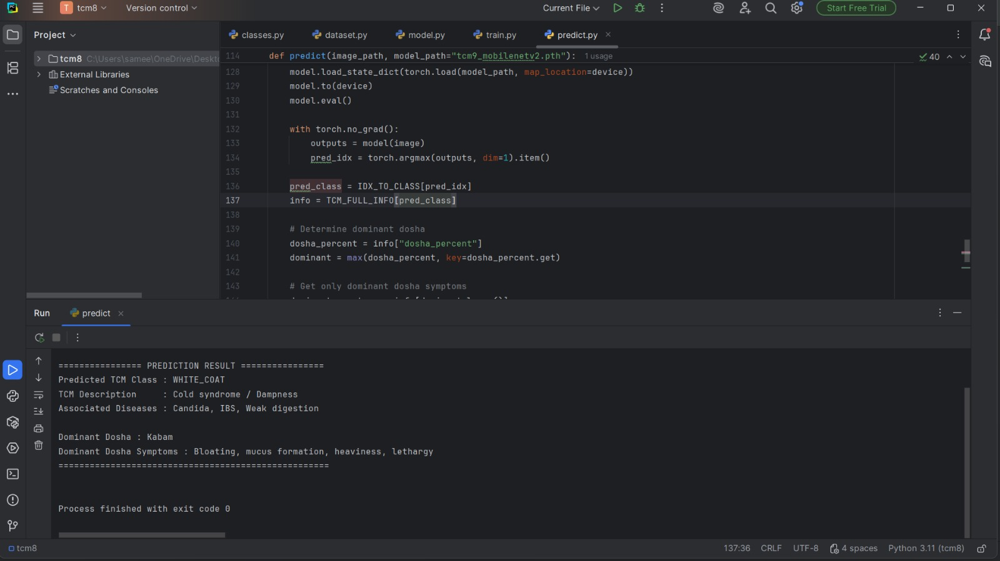 tcm8
Version control
Current File
Start Free Trial
Project
classes.py
dataset.py
model.py
train.py
predict.py
tcm8 C:\Users\samee\OneDrive\Deskto
External Libraries
Scratches and Consoles
114 def predict(image_path, model_path="tcm9_mobilenetv2.pth"): 1 usage
40
128 model.load_state_dict(torch.load(model_path, map_location=device))
129 model.to(device)
130 model.eval()
131
132 with torch.no_grad():
133 outputs = model(image)
134 pred_idx = torch.argmax(outputs, dim=1).item()
135
136 pred_class = IDX_TO_CLASS[pred_idx]
137 info = TCM_FULL_INFO[pred_class]
138
139 # Determine dominant dosha
140 dosha_percent = info["dosha_percent"]
141 dominant = max(dosha_percent, key=dosha_percent.get)
142
143 # Get only dominant dosha symptoms
Run
predict
================ PREDICTION RESULT ================
Predicted TCM Class : WHITE_COAT
TCM Description     : Cold syndrome / Dampness
Associated Diseases : Candida, IBS, Weak digestion
Dominant Dosha : Kabam
Dominant Dosha Symptoms : Bloating, mucus formation, heaviness, lethargy
====================================================
Process finished with exit code 0
tcm8
137:36 CRLF UTF-8 4 spaces Python 3.11 (tcm8)